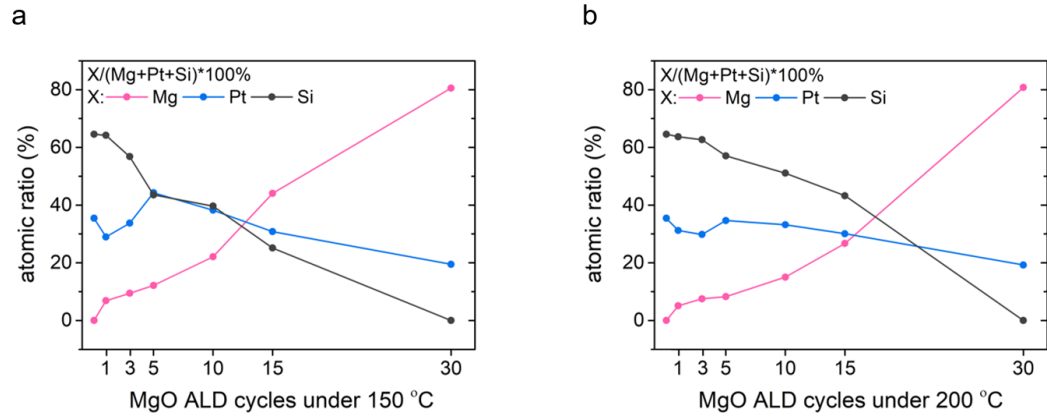 a
X/(Mg+Pt+Si)*100%
X: Mg Pt Si
atomic ratio (%)
80
60
40
20
0
1 3 5 10 15 30
MgO ALD cycles under 150 °C
b
X/(Mg+Pt+Si)*100%
X: Mg Pt Si
atomic ratio (%)
80
60
40
20
0
1 3 5 10 15 30
MgO ALD cycles under 200 °C